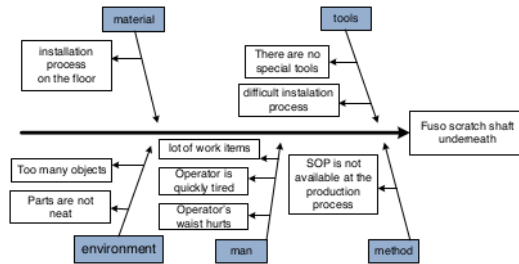 material
tools
installation
process
on the floor
There are no
special tools
difficult instalation
process
Fuso scratch shaft
underneath
lot of work items
Too many objects
Operator is
quickly tired
SOP is not
available at the
production
process
Parts are not
neat
Operator's
waist hurts
environment
man
method